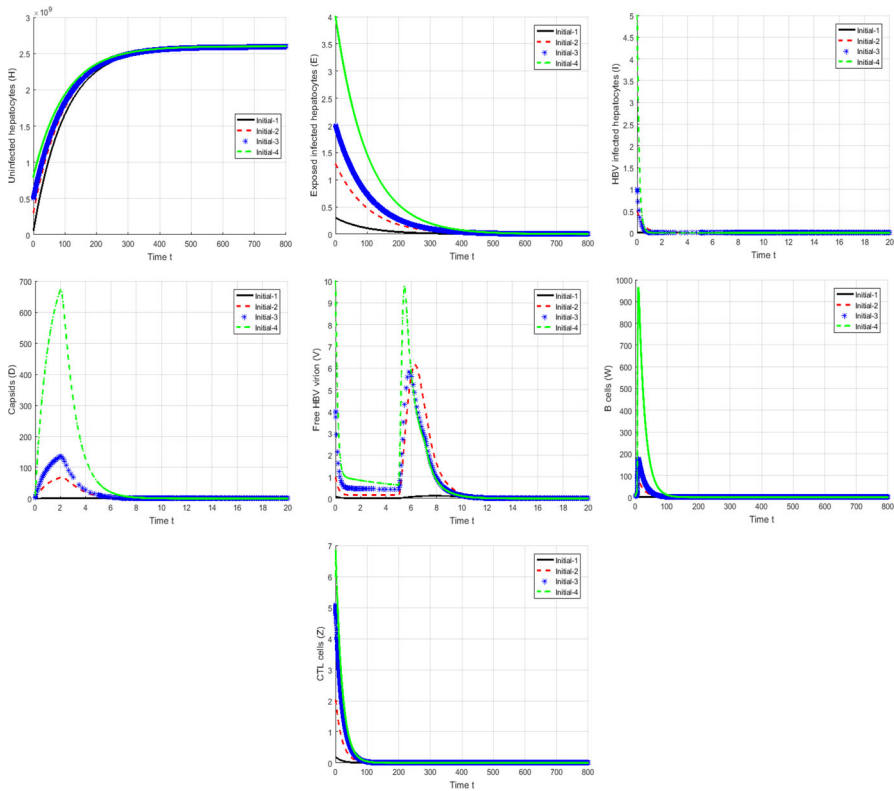 × 10⁹
3
2.5
2
1.5
1
0.5
0
0 100 200 300 400 500 600 700 800
Time t
Uninfected hepatocytes (H)
Initial-1
Initial-2
Initial-3
Initial-4
4
3.5
3
2.5
2
1.5
1
0.5
0
0 100 200 300 400 500 600 700 800
Time t
Exposed infected hepatocytes (E)
Initial-1
Initial-2
Initial-3
Initial-4
5
4.5
4
3.5
3
2.5
2
1.5
1
0.5
0
0 2 4 6 8 10 12 14 16 18 20
Time t
HBV infected hepatocytes (I)
Initial-1
Initial-2
Initial-3
Initial-4
700
600
500
400
300
200
100
0
0 2 4 6 8 10 12 14 16 18 20
Time t
Capsids (D)
Initial-1
Initial-2
Initial-3
Initial-4
10
9
8
7
6
5
4
3
2
1
0
0 2 4 6 8 10 12 14 16 18 20
Time t
Free HBV virion (V)
Initial-1
Initial-2
Initial-3
Initial-4
1000
900
800
700
600
500
400
300
200
100
0
0 100 200 300 400 500 600 700 800
Time t
B cells (W)
Initial-1
Initial-2
Initial-3
Initial-4
7
6
5
4
3
2
1
0
0 100 200 300 400 500 600 700 800
Time t
CTL cells (Z)
Initial-1
Initial-2
Initial-3
Initial-4